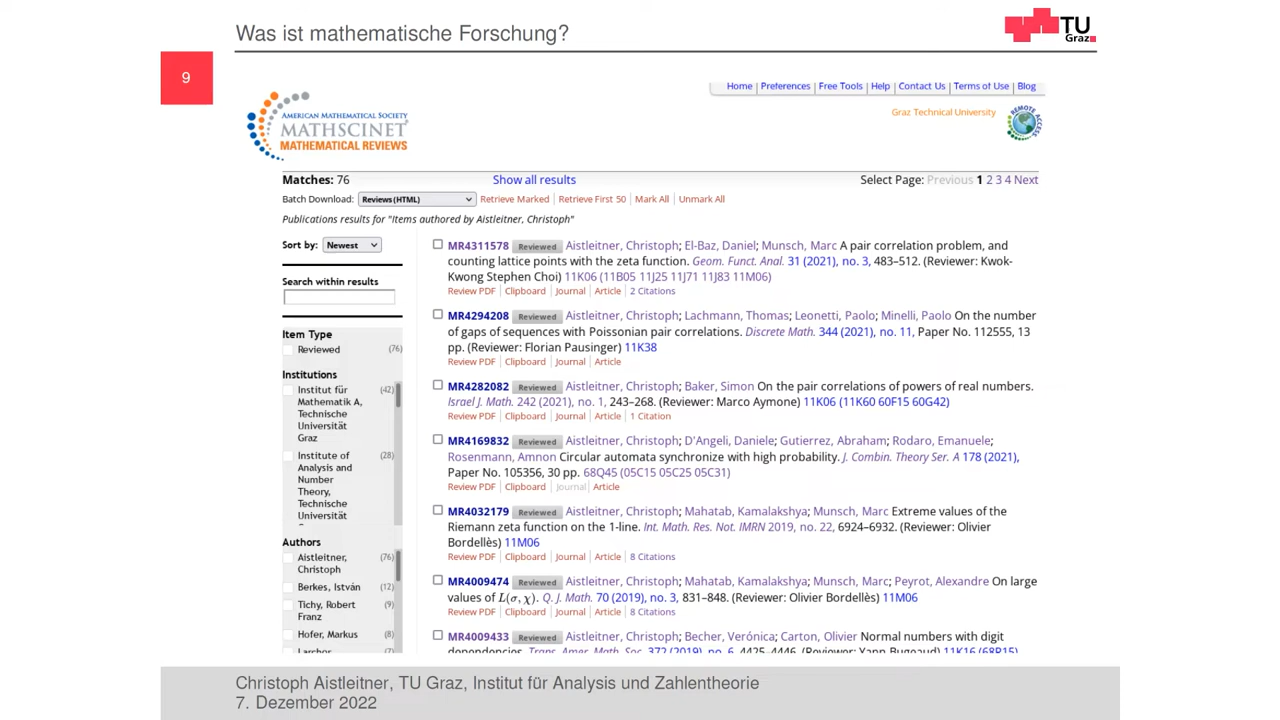 Was ist mathematische Forschung?
TU
Graz
9
Home | Preferences | Free Tools | Help | Contact Us | Terms of Use | Blog
AMERICAN MATHEMATICAL SOCIETY
MATHSCINET
MATHEMATICAL REVIEWS
Graz Technical University
REMOTE ACCESS
Matches: 76
Show all results
Select Page: Previous 1 2 3 4 Next
Batch Download: Reviews (HTML) Retrieve Marked | Retrieve First 50 | Mark All | Unmark All
Publications results for "Items authored by Aistleitner, Christoph"
Sort by: Newest
Search within results
Item Type
Reviewed (76)
Institutions
Institut für (42)
Mathematik A,
Technische
Universität
Graz
Institute of (28)
Analysis and
Number
Theory,
Technische
Universität
Authors
Aistleitner, (76)
Christoph
Berkes, István (12)
Tichy, Robert (9)
Franz
Hofer, Markus (8)
MR4311578 Reviewed Aistleitner, Christoph; El-Baz, Daniel; Munsch, Marc A pair correlation problem, and
counting lattice points with the zeta function. Geom. Funct. Anal. 31 (2021), no. 3, 483–512. (Reviewer: Kwok-
Kwong Stephen Choi) 11K06 (11B05 11J25 11J71 11J83 11M06)
Review PDF | Clipboard | Journal | Article | 2 Citations
MR4294208 Reviewed Aistleitner, Christoph; Lachmann, Thomas; Leonetti, Paolo; Minelli, Paolo On the number
of gaps of sequences with Poissonian pair correlations. Discrete Math. 344 (2021), no. 11, Paper No. 112555, 13
pp. (Reviewer: Florian Pausinger) 11K38
Review PDF | Clipboard | Journal | Article
MR4282082 Reviewed Aistleitner, Christoph; Baker, Simon On the pair correlations of powers of real numbers.
Israel J. Math. 242 (2021), no. 1, 243–268. (Reviewer: Marco Aymone) 11K06 (11K60 60F15 60G42)
Review PDF | Clipboard | Journal | Article | 1 Citation
MR4169832 Reviewed Aistleitner, Christoph; D'Angeli, Daniele; Gutierrez, Abraham; Rodaro, Emanuele;
Rosenmann, Amnon Circular automata synchronize with high probability. J. Combin. Theory Ser. A 178 (2021),
Paper No. 105356, 30 pp. 68Q45 (05C15 05C25 05C31)
Review PDF | Clipboard | Journal | Article
MR4032179 Reviewed Aistleitner, Christoph; Mahatab, Kamalakshya; Munsch, Marc Extreme values of the
Riemann zeta function on the 1-line. Int. Math. Res. Not. IMRN 2019, no. 22, 6924–6932. (Reviewer: Olivier
Bordellès) 11M06
Review PDF | Clipboard | Journal | Article | 8 Citations
MR4009474 Reviewed Aistleitner, Christoph; Mahatab, Kamalakshya; Munsch, Marc; Peyrot, Alexandre On large
values of L(σ, χ). Q. J. Math. 70 (2019), no. 3, 831–848. (Reviewer: Olivier Bordellès) 11M06
Review PDF | Clipboard | Journal | Article | 8 Citations
MR4009433 Reviewed Aistleitner, Christoph; Becher, Verónica; Carton, Olivier Normal numbers with digit
dependencies. Trans. Amer. Math. Soc. 372 (2019), no. 6, 4425–4446. (Reviewer: Yann Bugeaud) 11K16 (68R15)
Christoph Aistleitner, TU Graz, Institut für Analysis und Zahlentheorie
7. Dezember 2022